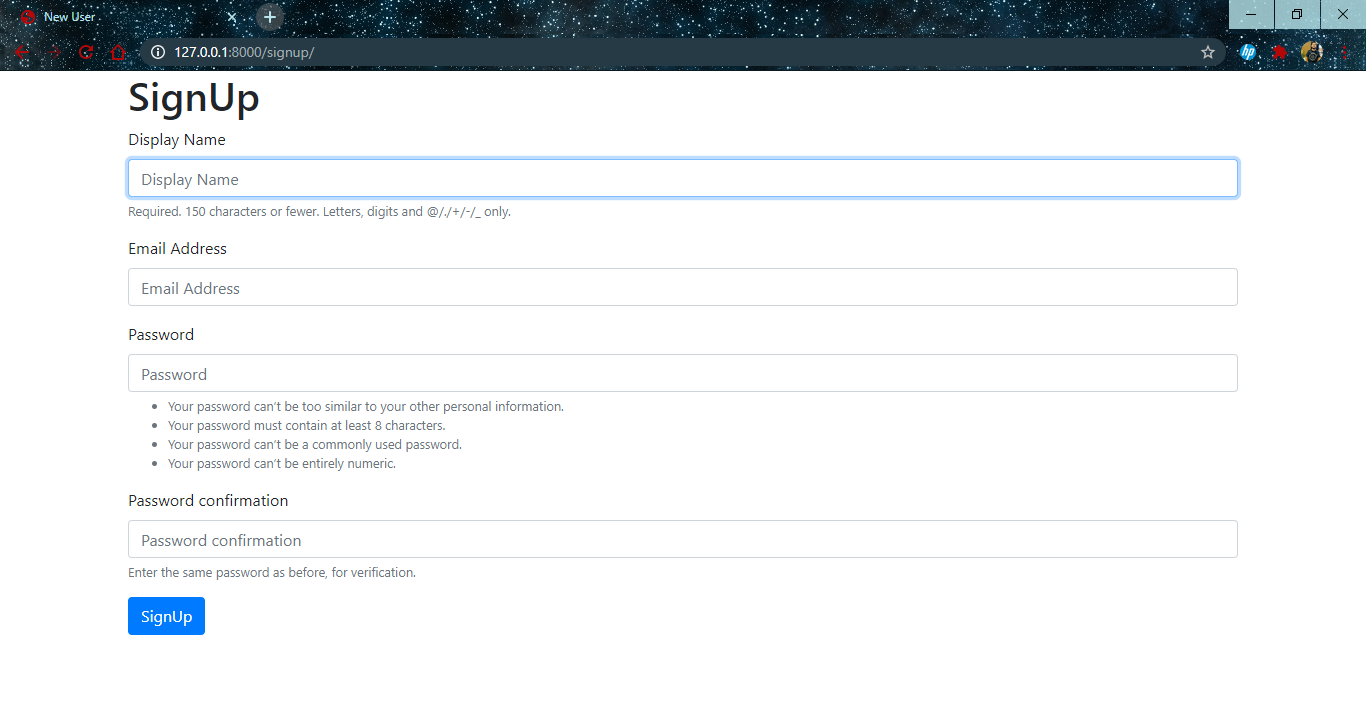 New User
127.0.0.1:8000/signup/
hp
SignUp
Display Name
Display Name
Required. 150 characters or fewer. Letters, digits and @/./+/-/_ only.
Email Address
Email Address
Password
Password
Your password can’t be too similar to your other personal information.
Your password must contain at least 8 characters.
Your password can’t be a commonly used password.
Your password can’t be entirely numeric.
Password confirmation
Password confirmation
Enter the same password as before, for verification.
SignUp